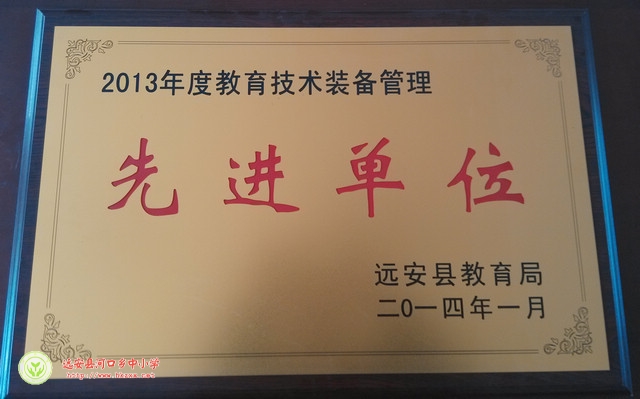 2013年度教育技术装备管理
先进单位
远安县教育局
二〇一四年一月
远安县河口乡中小学